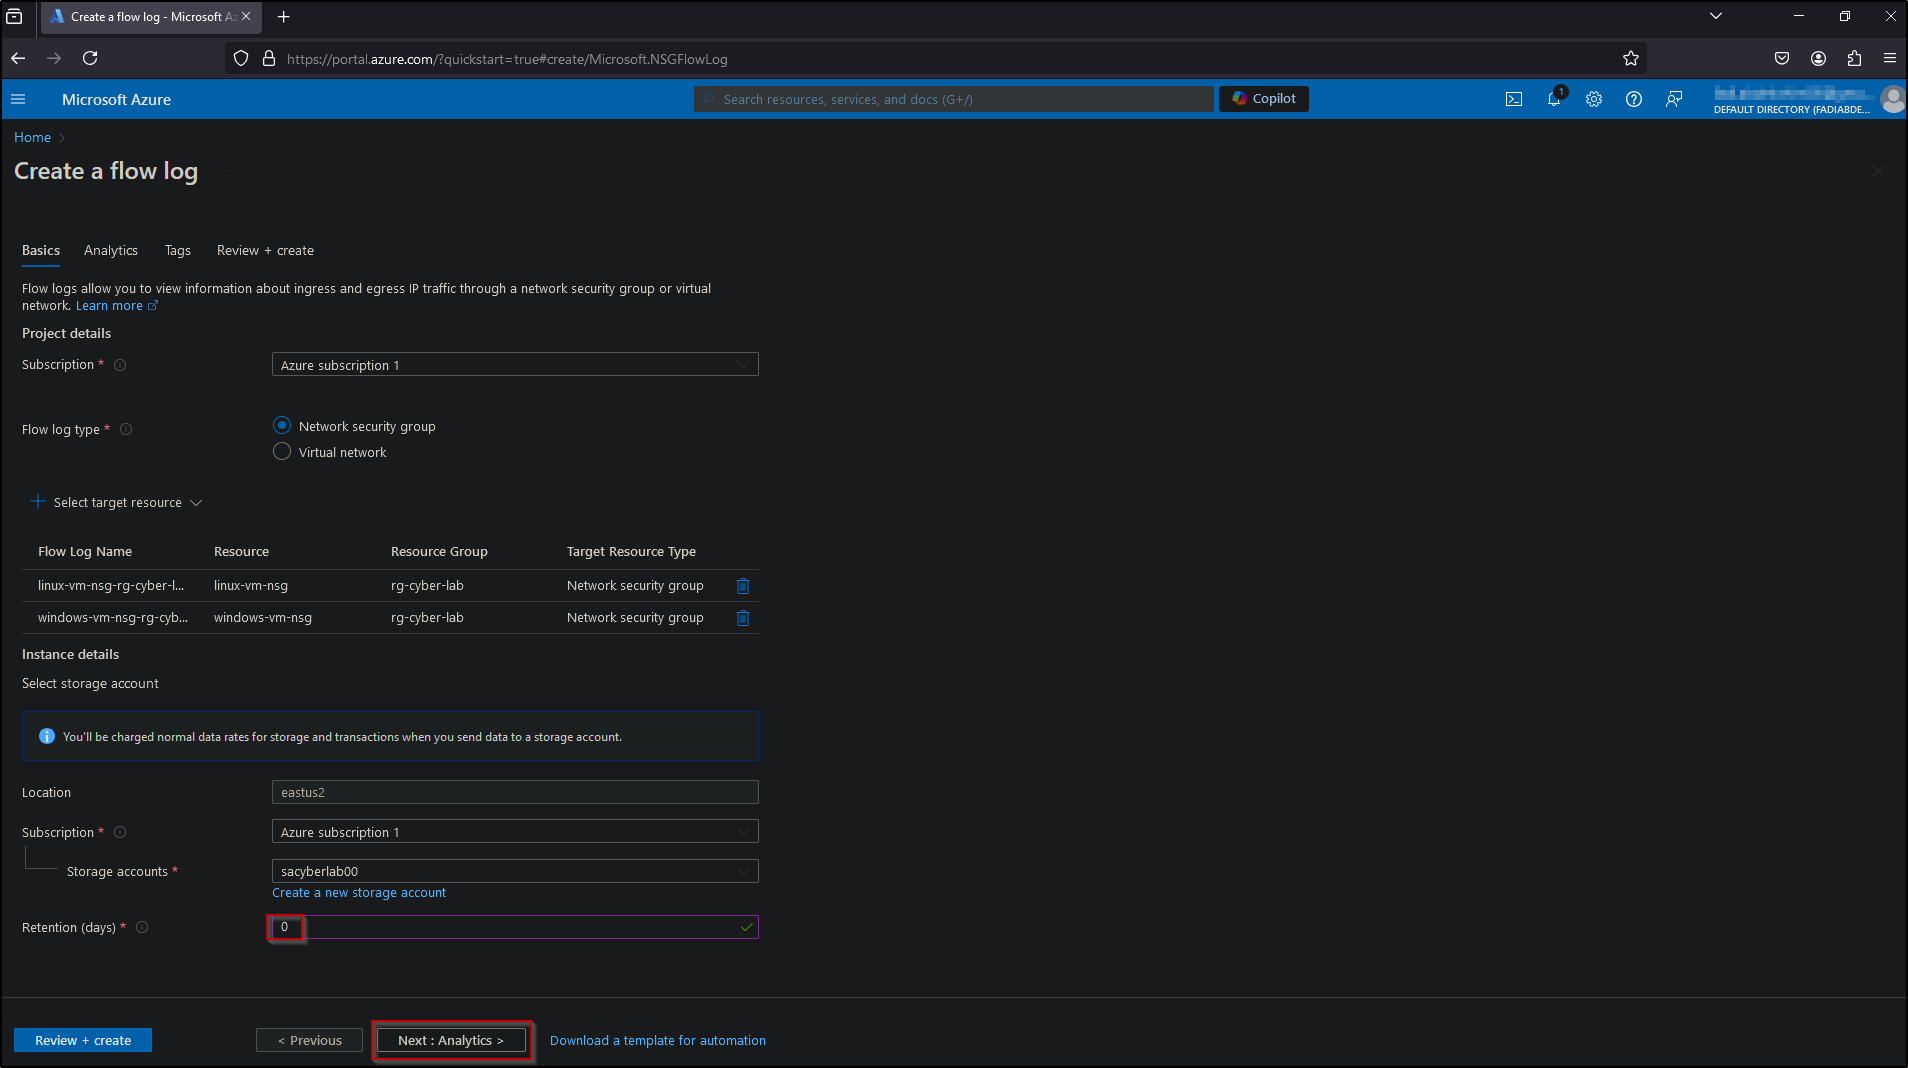 Create a flow log - Microsoft Az
https://portal.azure.com/?quickstart=true#create/Microsoft.NSGFlowLog
Microsoft Azure
Search resources, services, and docs (G+/)
Copilot
1
DEFAULT DIRECTORY (FADIABDE...
Home
Create a flow log
...
Basics
Analytics
Tags
Review + create
Flow logs allow you to view information about ingress and egress IP traffic through a network security group or virtual
network. Learn more
Project details
Subscription *
Azure subscription 1
Flow log type *
Network security group
Virtual network
Select target resource
Flow Log Name Resource Resource Group Target Resource Type
linux-vm-nsg-rg-cyber-l... linux-vm-nsg rg-cyber-lab Network security group
windows-vm-nsg-rg-cyb... windows-vm-nsg rg-cyber-lab Network security group
Instance details
Select storage account
You'll be charged normal data rates for storage and transactions when you send data to a storage account.
Location
eastus2
Subscription *
Azure subscription 1
Storage accounts *
sacyberlab00
Create a new storage account
Retention (days) *
0
Review + create
< Previous
Next : Analytics >
Download a template for automation